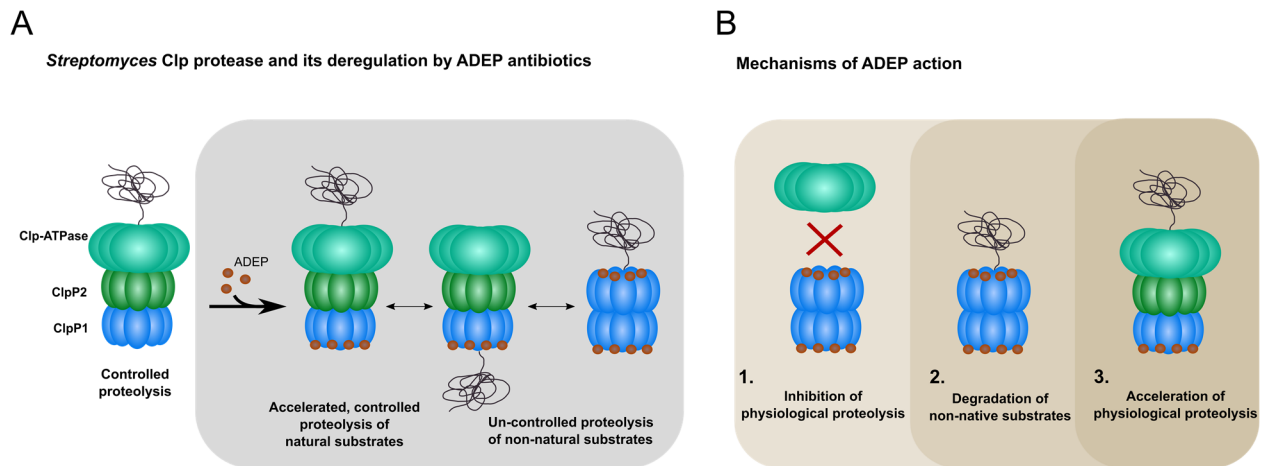 A
Streptomyces Clp protease and its deregulation by ADEP antibiotics
Clp-ATPase
ClpP2
ClpP1
ADEP
Controlled
proteolysis
Accelerated, controlled
proteolysis of
natural substrates
Un-controlled proteolysis
of non-natural substrates
B
Mechanisms of ADEP action
1.
Inhibition of
physiological proteolysis
2.
Degradation of
non-native substrates
3.
Acceleration of
physiological proteolysis